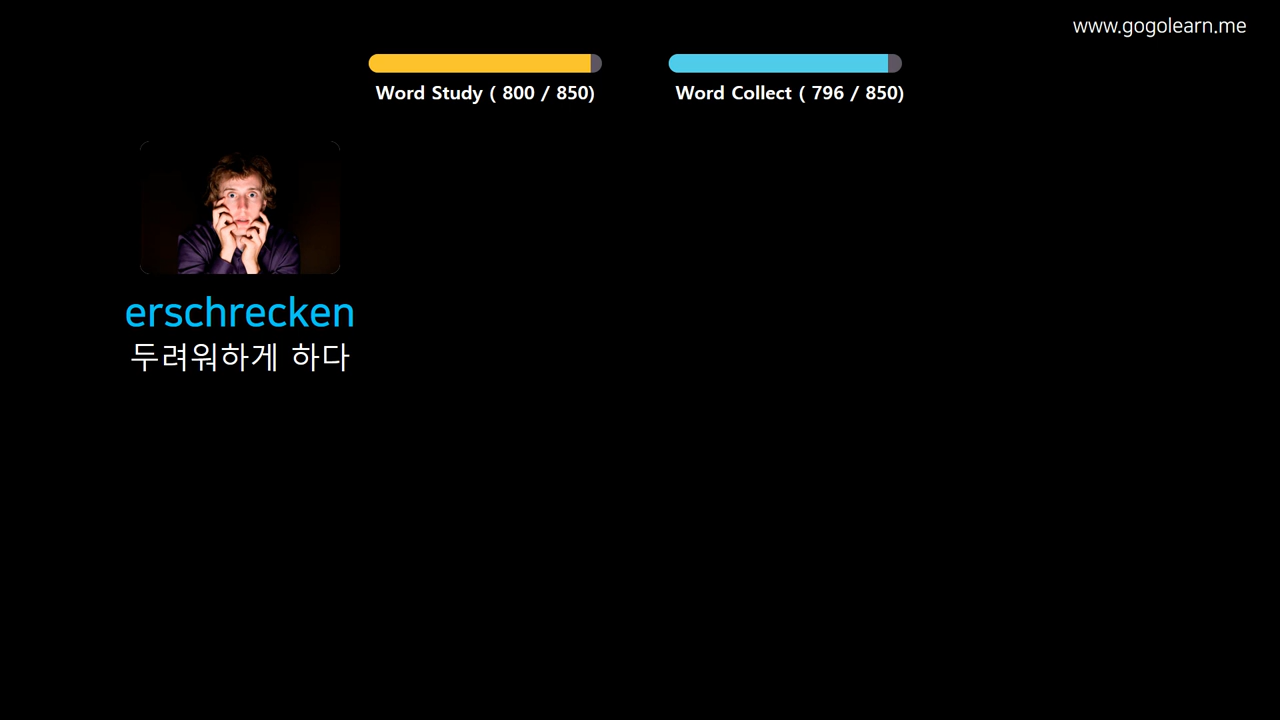 www.gogolearn.me
Word Study ( 800 / 850)
Word Collect ( 796 / 850)
erschrecken
두려워하게 하다